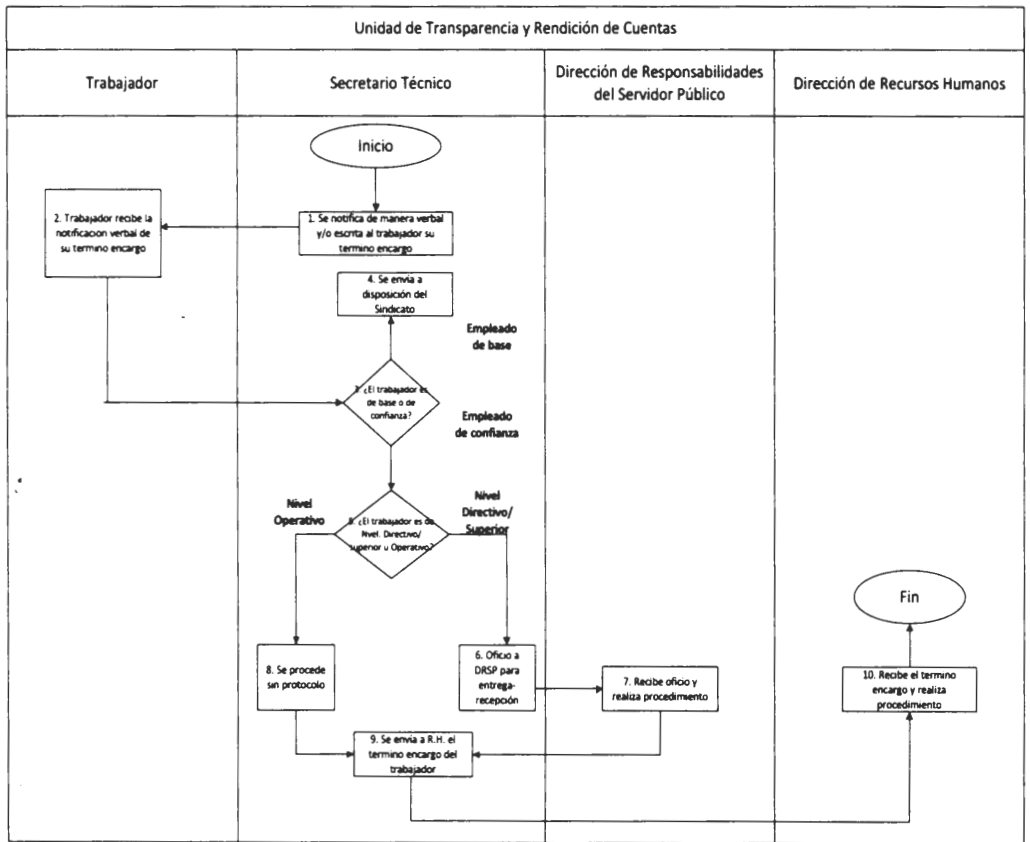 Unidad de Transparencia y Rendición de Cuentas
Trabajador
Secretario Técnico
Dirección de Responsabilidades
del Servidor Público
Dirección de Recursos Humanos
Inicio
1. Se notifica de manera verbal
y/o escrita al trabajador su
termino encargo
2. Trabajador recibe la
notificacion verbal de
su termino encargo
4. Se envia a
disposición del
Sindicato
Empleado
de base
3. ¿El trabajador es
de base o de
confianza?
Empleado
de confianza
Nivel
Operativo
Nivel
Directivo/
Superior
5. ¿El trabajador es de
Nivel. Directivo/
superior u Operativo?
Fin
8. Se procede
sin protocolo
6. Oficio a
DRSP para
entrega-
recepción
7. Recibe oficio y
realiza procedimiento
10. Recibe el termino
encargo y realiza
procedimiento
9. Se envia a R.H. el
termino encargo del
trabajador